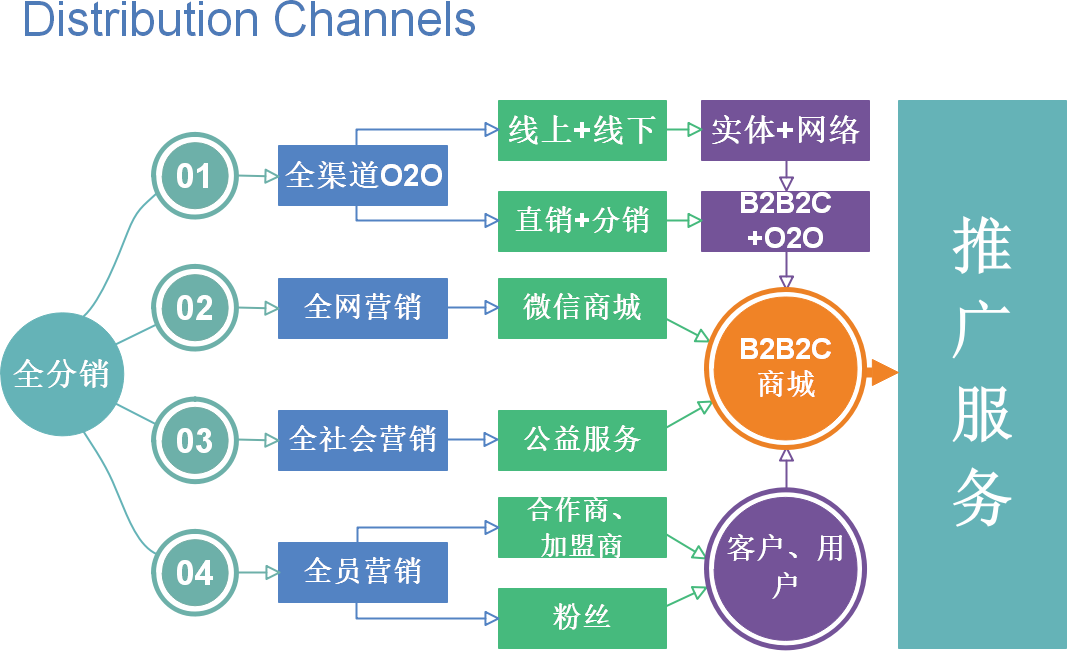 Distribution Channels
全分销
01
全渠道O2O
线上+线下
实体+网络
直销+分销
B2B2C
+O2O
02
全网营销
微信商城
B2B2C
商城
03
全社会营销
公益服务
04
全员营销
合作商、
加盟商
粉丝
客户、用
户
推
广
服
务